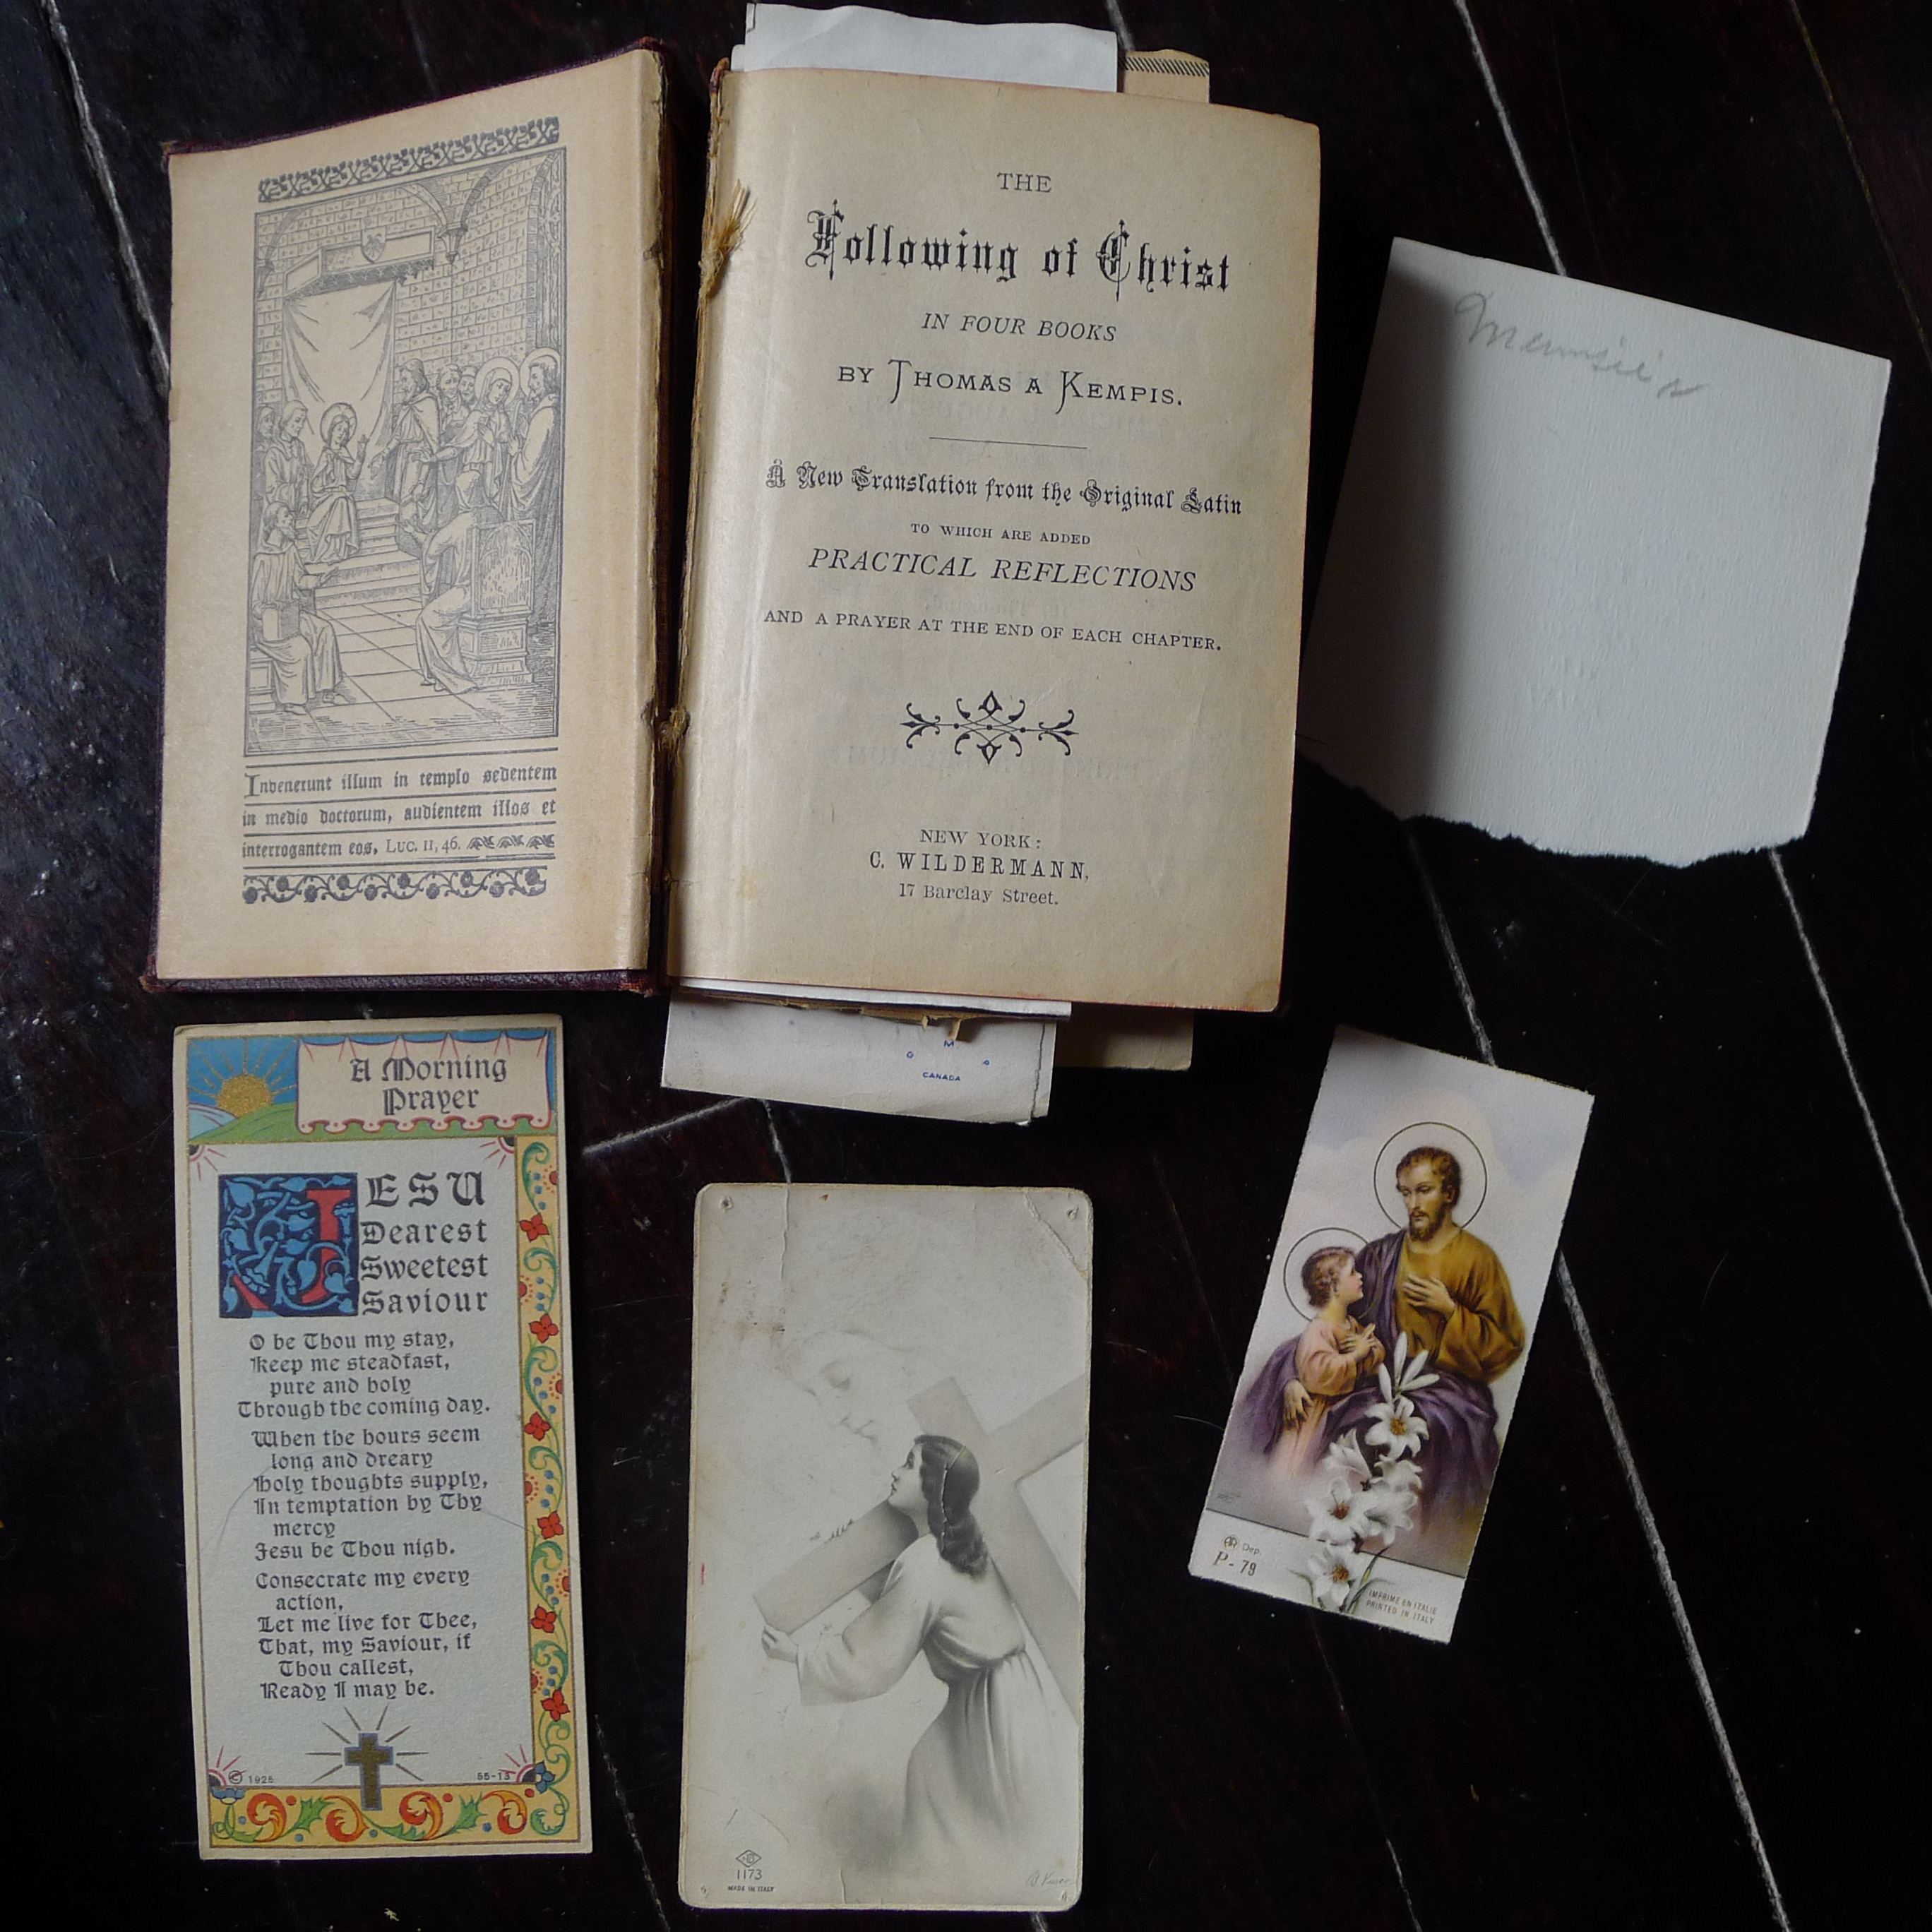 Invenerunt illum in templo sedentem
in medio doctorum, audientem illos et
interrogantem eos. Luc. II, 46.
THE
Following of Christ
IN FOUR BOOKS
BY THOMAS A KEMPIS.
A New Translation from the Original Latin
TO WHICH ARE ADDED
PRACTICAL REFLECTIONS
AND A PRAYER AT THE END OF EACH CHAPTER.
NEW YORK:
C. WILDERMANN,
17 Barclay Street.
CANADA
A Morning
Prayer
JESU
Dearest
Sweetest
Saviour
O be Thou my stay,
Keep me steadfast,
pure and holy
Through the coming day.
When the hours seem
long and dreary
Holy thoughts supply,
In temptation by Thy
mercy
Jesu be Thou nigh.
Consecrate my every
action,
Let me live for Thee,
That, my Saviour, if
Thou callest,
Ready I may be.
© 1925
55-13
1173
MADE IN ITALY
Dep.
P-79
IMPRIME EN ITALIE
PRINTED IN ITALY